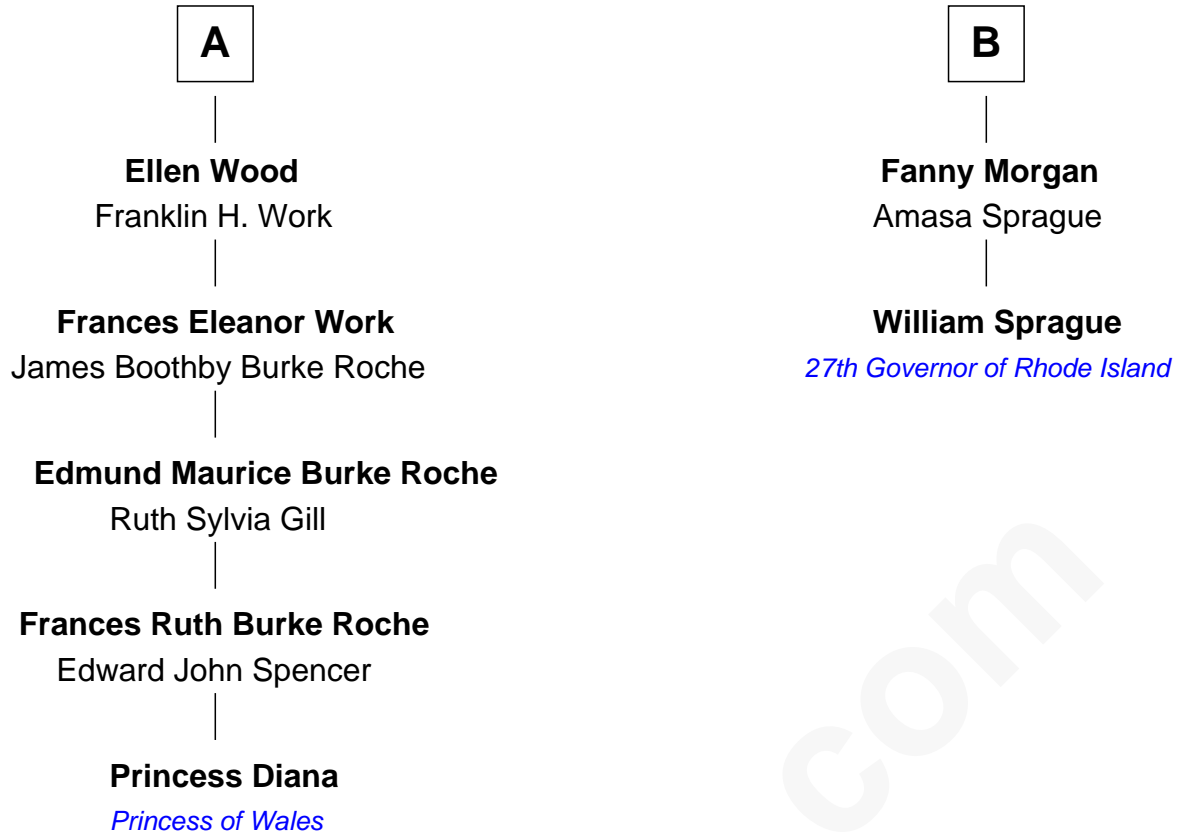 A
Ellen Wood
Franklin H. Work
Frances Eleanor Work
James Boothby Burke Roche
Edmund Maurice Burke Roche
Ruth Sylvia Gill
Frances Ruth Burke Roche
Edward John Spencer
Princess Diana
Princess of Wales
B
Fanny Morgan
Amasa Sprague
William Sprague
27th Governor of Rhode Island
com